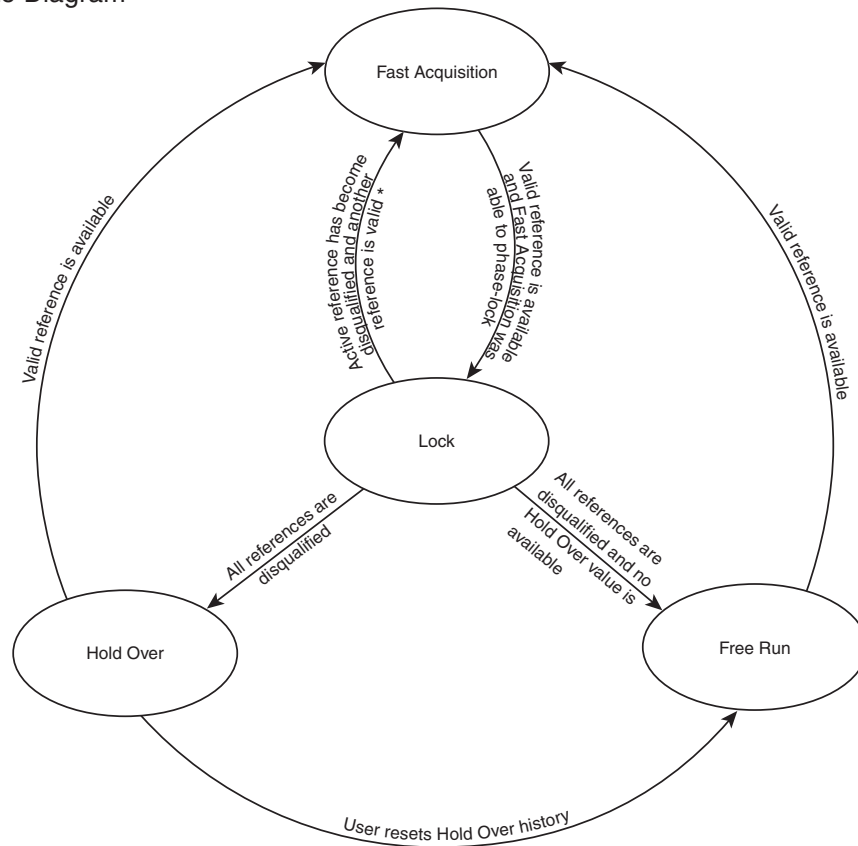 Diagram
Fast Acquisition
Valid reference is available
Active reference has become
disqualified and another
reference is valid *
Valid reference is available
and Fast Acquisition was
able to phase-lock
Valid reference is available
Lock
All references are
disqualified
All references are
disqualified and no
Hold Over value is
available
Hold Over
Free Run
User resets Hold Over history